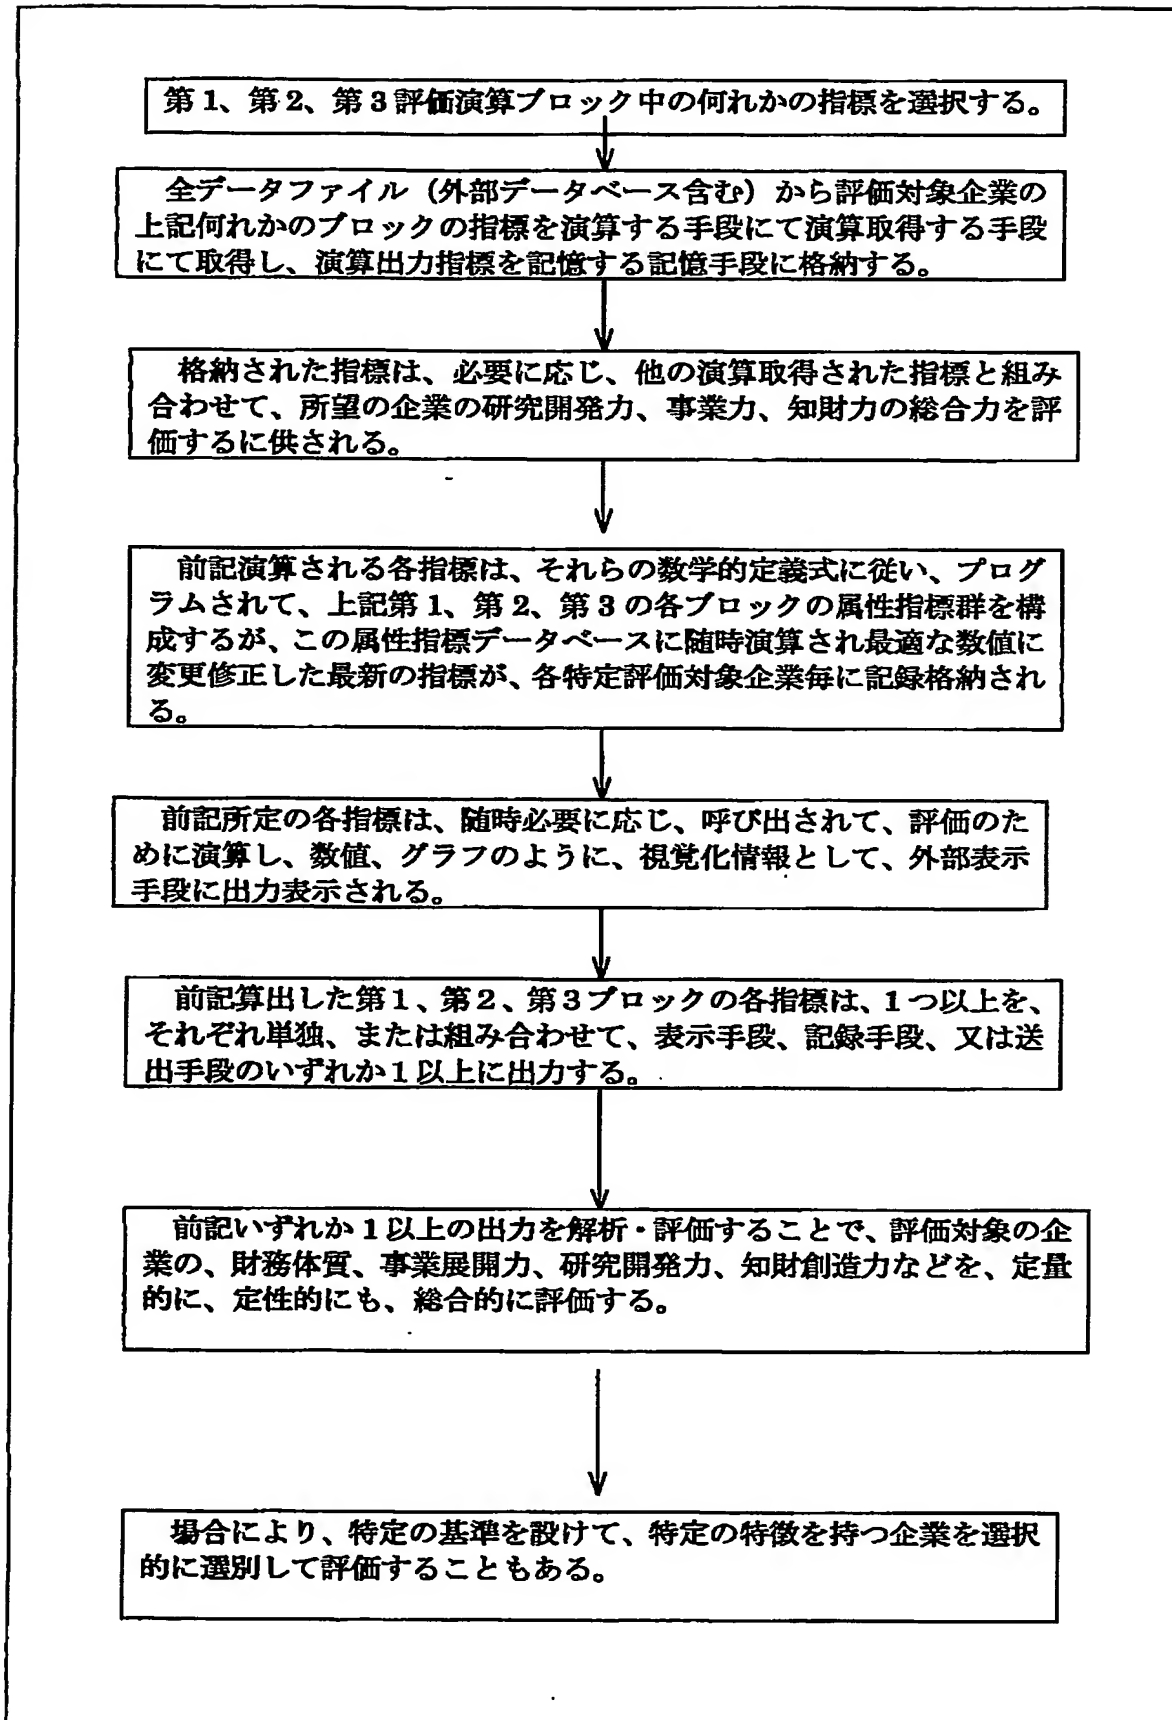 第1、第2、第3評価演算ブロック中の何れかの指標を選択する。
全データファイル（外部データベース含む）から評価対象企業の
上記何れかのブロックの指標を演算する手段にて演算取得する手段
にて取得し、演算出力指標を記憶する記憶手段に格納する。
格納された指標は、必要に応じ、他の演算取得された指標と組み
合わせて、所望の企業の研究開発力、事業力、知財力の総合力を評
価するに供される。
前記演算される各指標は、それらの数学的定義式に従い、プログ
ラムされて、上記第1、第2、第3の各ブロックの属性指標群を構
成するが、この属性指標データベースに随時演算され最適な数値に
変更修正した最新の指標が、各特定評価対象企業毎に記録格納され
る。
前記所定の各指標は、随時必要に応じ、呼び出されて、評価のた
めに演算し、数値、グラフのように、視覚化情報として、外部表示
手段に出力表示される。
前記算出した第1、第2、第3ブロックの各指標は、1つ以上を、
それぞれ単独、または組み合わせて、表示手段、記録手段、又は送
出手段のいずれか1以上に出力する。
前記いずれか1以上の出力を解析・評価することで、評価対象の企
業の、財務体質、事業展開力、研究開発力、知財創造力などを、定量
的に、定性的にも、総合的に評価する。
場合により、特定の基準を設けて、特定の特徴を持つ企業を選択
的に選別して評価することもある。